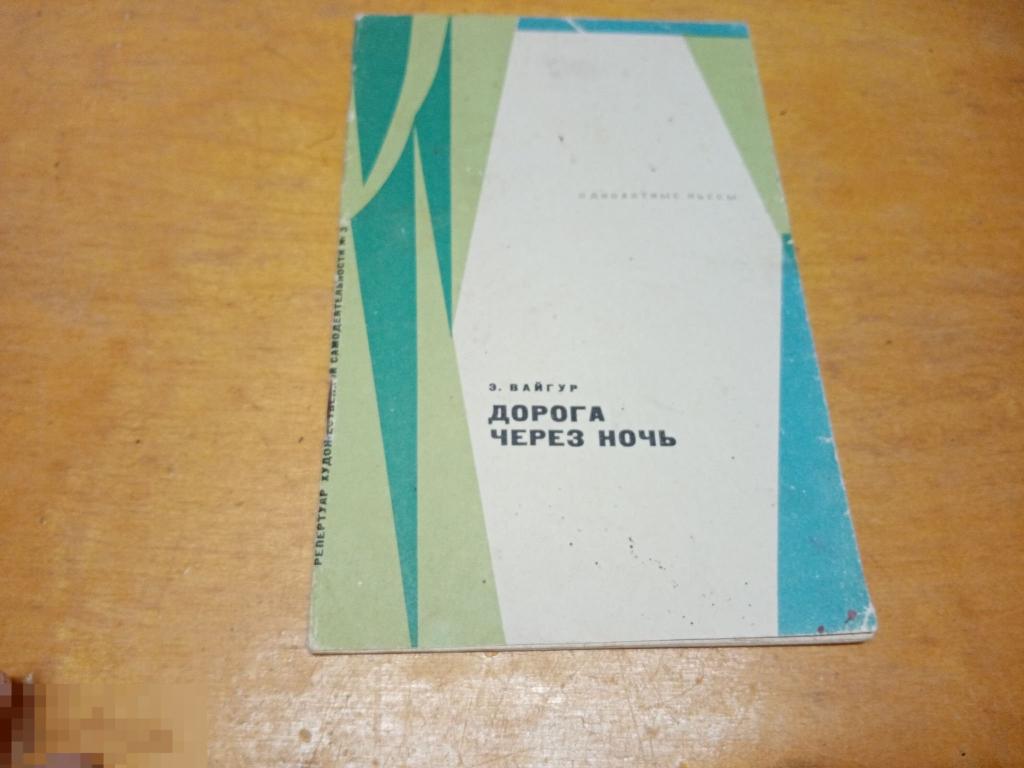 ОДНОАКТНЫЕ ПЬЕСЫ
Э. ВАЙГУР
ДОРОГА
ЧЕРЕЗ НОЧЬ
РЕПЕРТУАР ХУДОЖЕСТВЕННОЙ САМОДЕЯТЕЛЬНОСТИ № 3